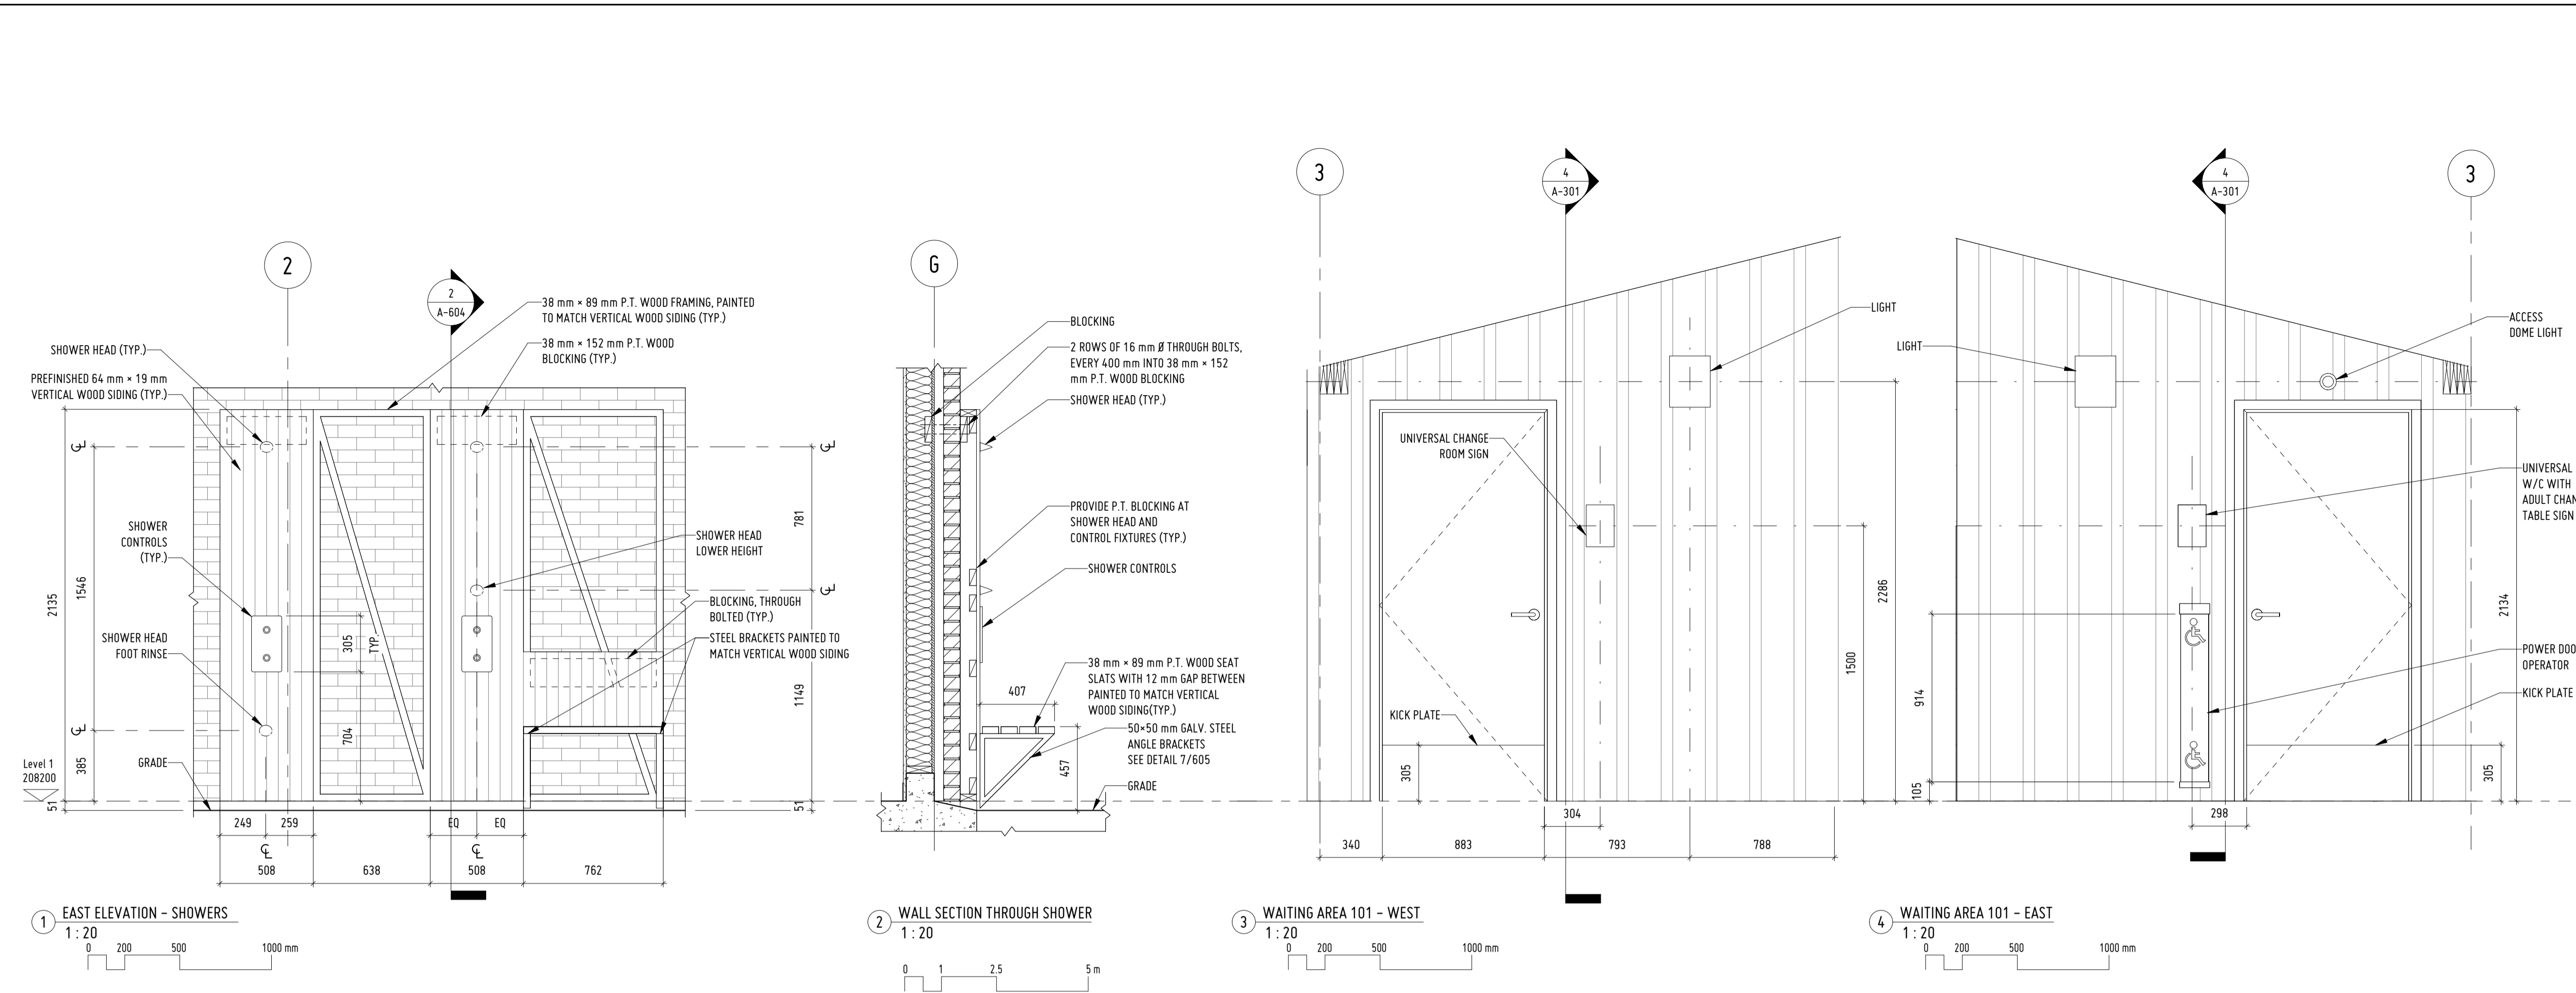 2
2
A-604
38 mm × 89 mm P.T. WOOD FRAMING, PAINTED
TO MATCH VERTICAL WOOD SIDING (TYP.)
38 mm × 152 mm P.T. WOOD
BLOCKING (TYP.)
SHOWER HEAD (TYP.)
PREFINISHED 64 mm × 19 mm
VERTICAL WOOD SIDING (TYP.)
SHOWER
CONTROLS
(TYP.)
SHOWER HEAD
FOOT RINSE
GRADE
Level 1
208200
2135
1546
385
51
305
TYP.
704
781
1149
51
SHOWER HEAD
LOWER HEIGHT
BLOCKING, THROUGH
BOLTED (TYP.)
STEEL BRACKETS PAINTED TO
MATCH VERTICAL WOOD SIDING
249
259
EQ
EQ
508
638
508
762
1
EAST ELEVATION - SHOWERS
1 : 20
0 200 500 1000 mm
G
BLOCKING
2 ROWS OF 16 mm Ø THROUGH BOLTS,
EVERY 400 mm INTO 38 mm × 152
mm P.T. WOOD BLOCKING
SHOWER HEAD (TYP.)
PROVIDE P.T. BLOCKING AT
SHOWER HEAD AND
CONTROL FIXTURES (TYP.)
SHOWER CONTROLS
38 mm × 89 mm P.T. WOOD SEAT
SLATS WITH 12 mm GAP BETWEEN
PAINTED TO MATCH VERTICAL
WOOD SIDING(TYP.)
50×50 mm GALV. STEEL
ANGLE BRACKETS
SEE DETAIL 7/605
GRADE
407
457
2
WALL SECTION THROUGH SHOWER
1 : 20
0 1 2.5 5 m
3
4
A-301
LIGHT
UNIVERSAL CHANGE
ROOM SIGN
KICK PLATE
305
2286
1500
304
340
883
793
788
3
WAITING AREA 101 - WEST
1 : 20
0 200 500 1000 mm
4
A-301
3
LIGHT
ACCESS
DOME LIGHT
UNIVERSAL
W/C WITH
ADULT CHAN
TABLE SIGN
POWER DOO
OPERATOR
KICK PLATE
914
105
2134
305
298
4
WAITING AREA 101 - EAST
1 : 20
0 200 500 1000 mm